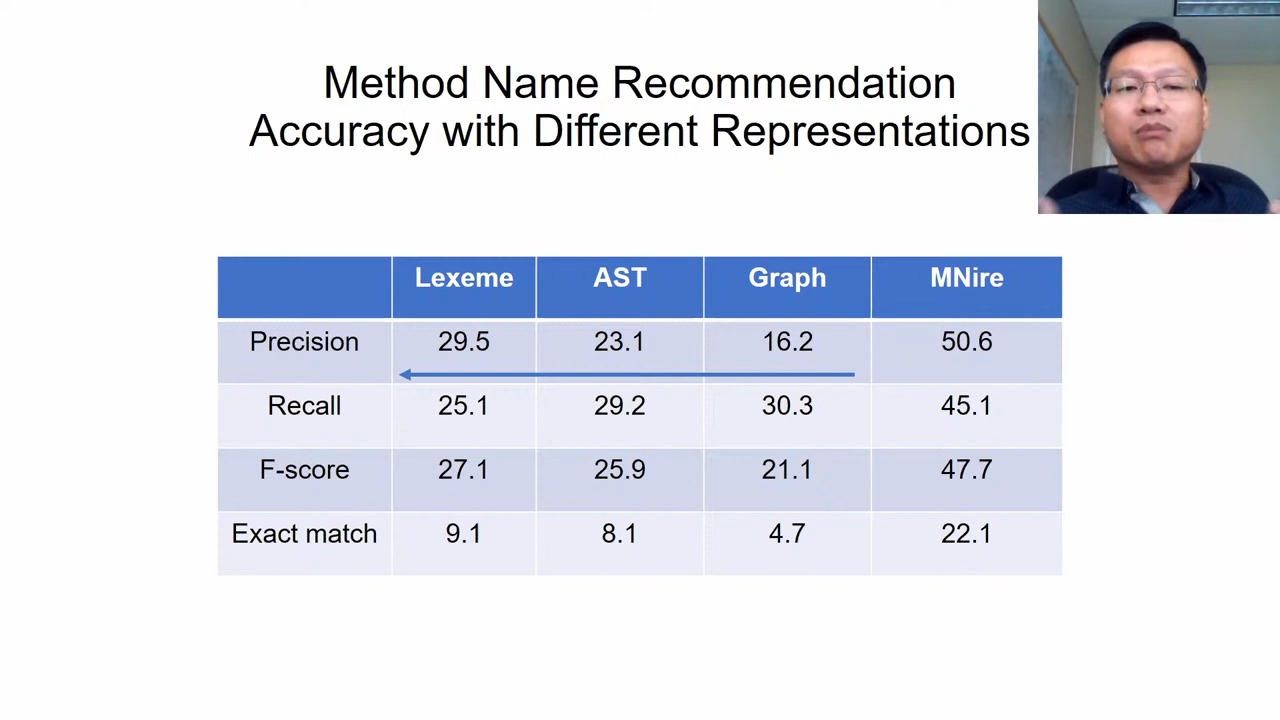 Method Name Recommendation
Accuracy with Different Representations
Lexeme AST Graph MNire
Precision 29.5 23.1 16.2 50.6
Recall 25.1 29.2 30.3 45.1
F-score 27.1 25.9 21.1 47.7
Exact match 9.1 8.1 4.7 22.1